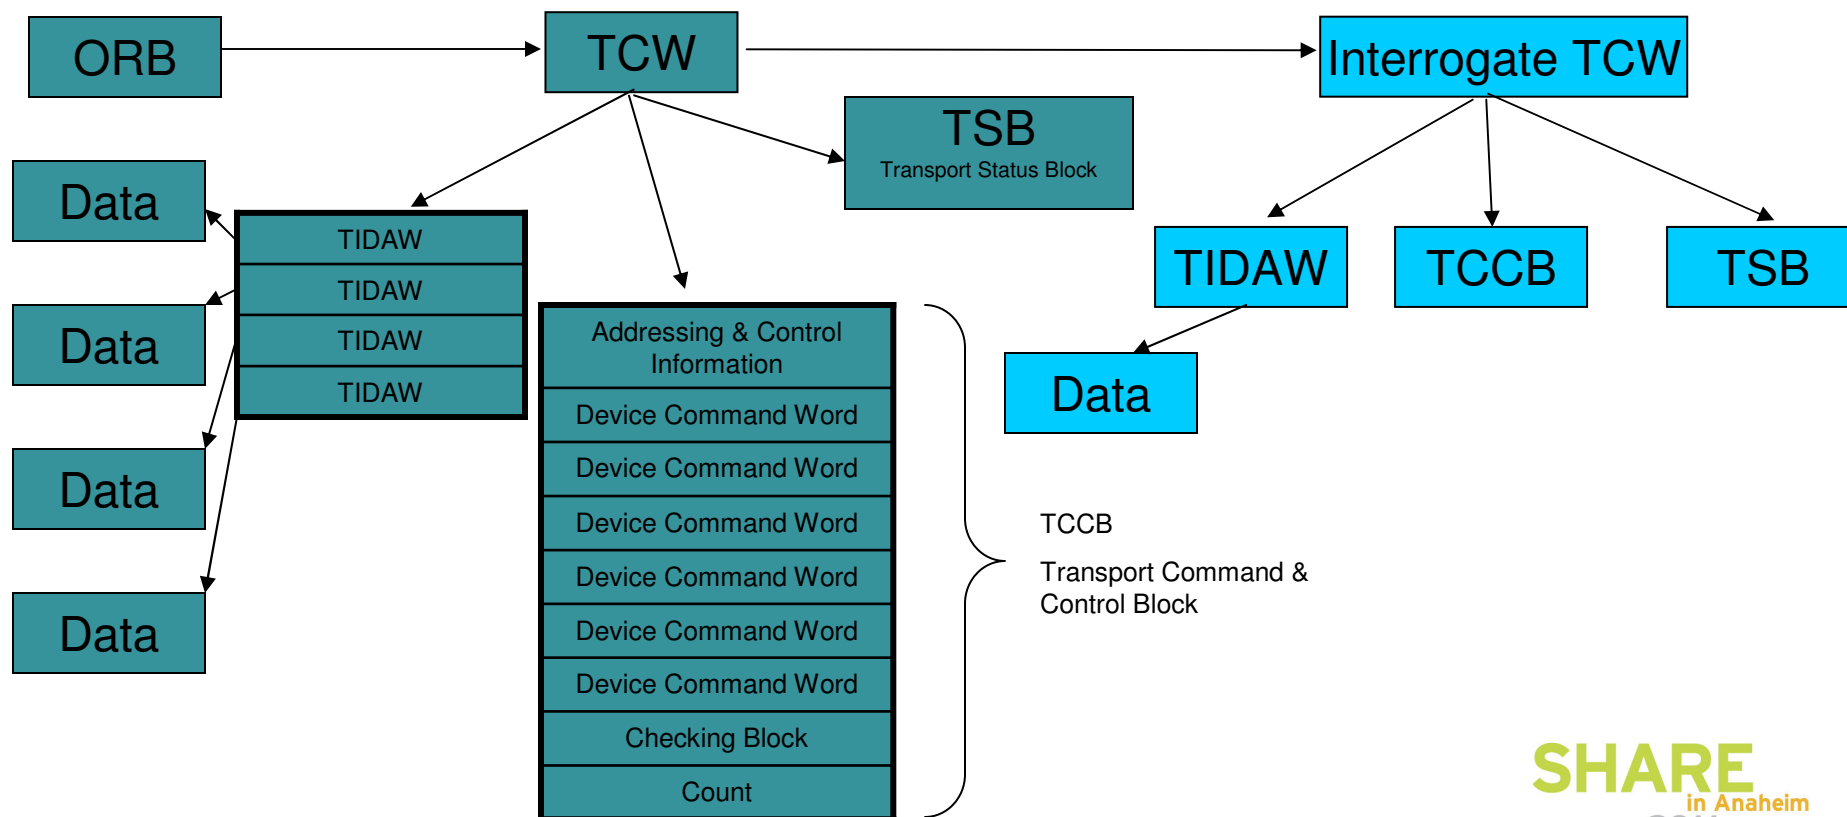 ORB
TCW
Interrogate TCW
TSB
Transport Status Block
Data
Data
Data
Data
TIDAW
TIDAW
TIDAW
TIDAW
Addressing & Control
Information
Device Command Word
Device Command Word
Device Command Word
Device Command Word
Device Command Word
Device Command Word
Checking Block
Count
TCCB
Transport Command &
Control Block
TIDAW
TCCB
TSB
Data
SHARE
in Anaheim